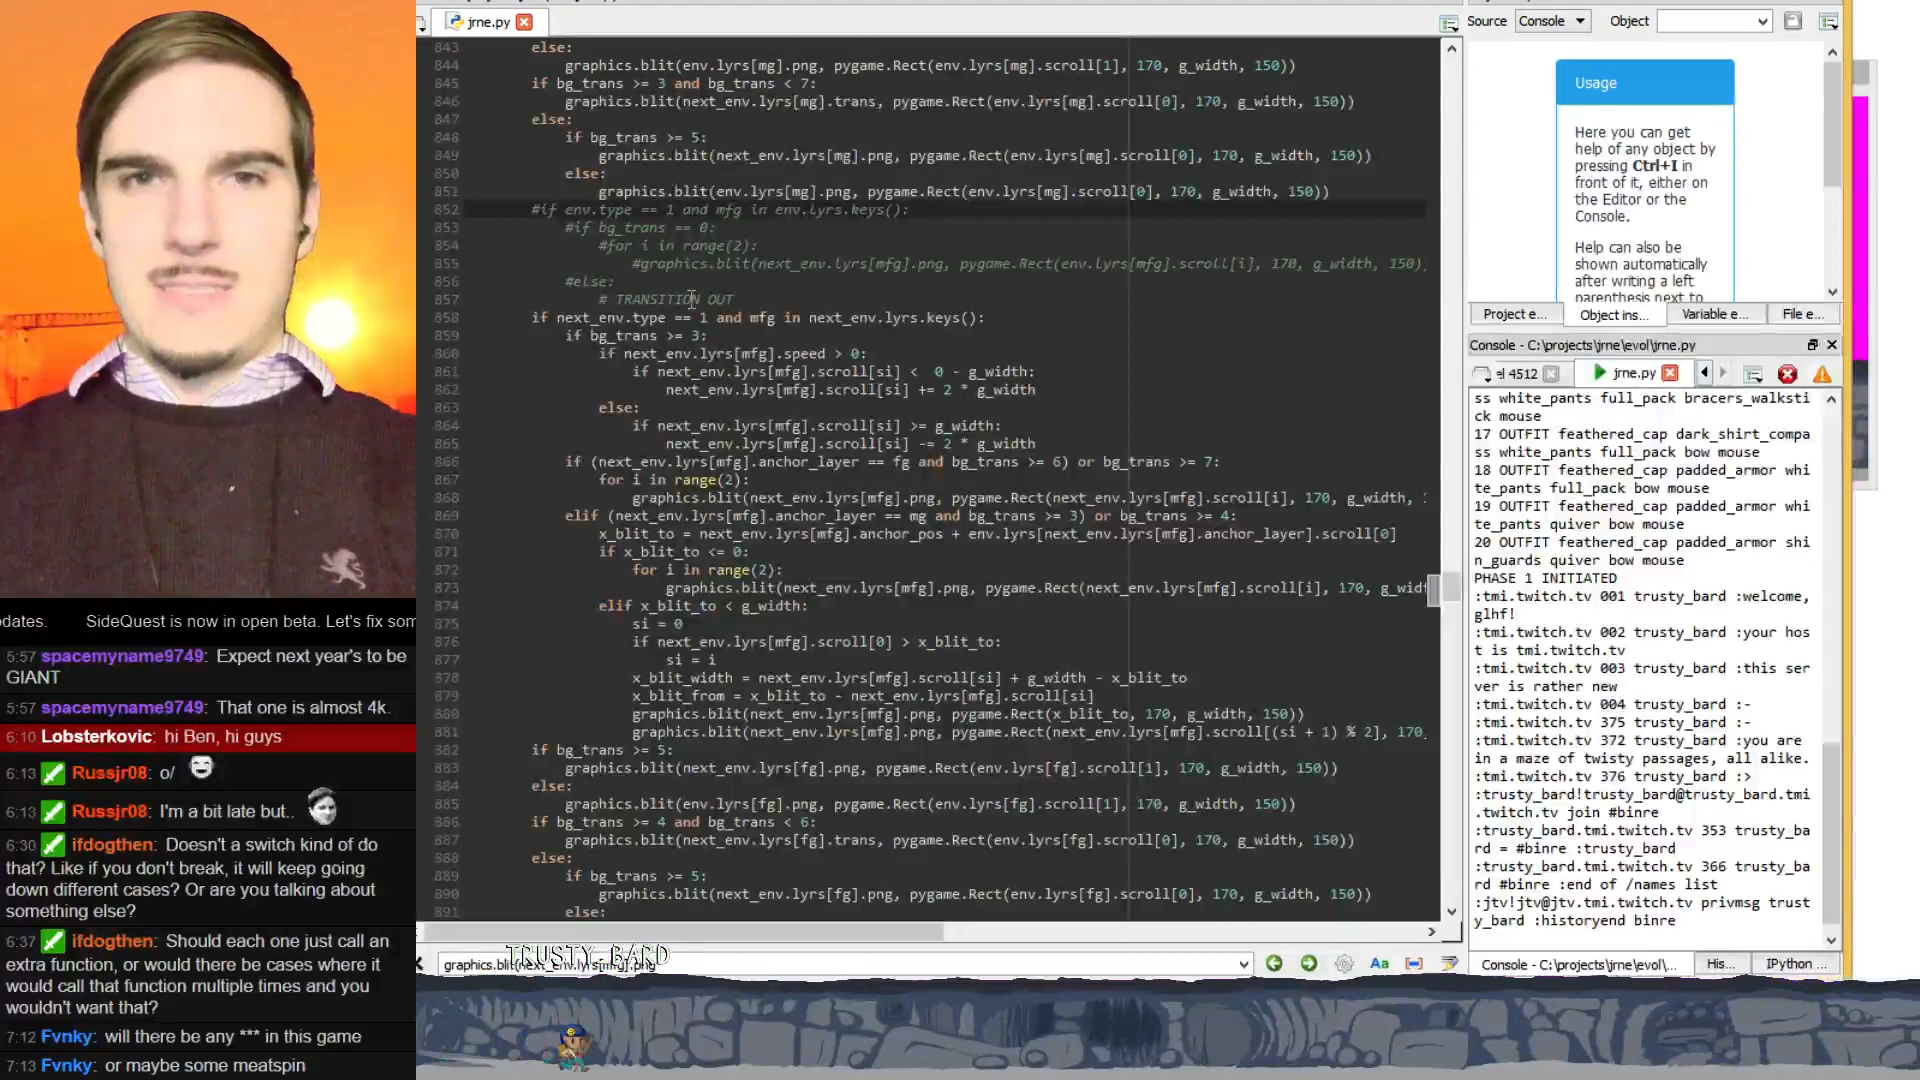 jrne.py
Source Console Object
843 else:
844 graphics.blit(env.lyrs[mg].png, pygame.Rect(env.lyrs[mg].scroll[1], 170, g_width, 150))
845 if bg_trans >= 3 and bg_trans < 7:
846 graphics.blit(next_env.lyrs[mg].trans, pygame.Rect(env.lyrs[mg].scroll[0], 170, g_width, 150))
847 else:
848 if bg_trans >= 5:
849 graphics.blit(next_env.lyrs[mg].png, pygame.Rect(env.lyrs[mg].scroll[0], 170, g_width, 150))
850 else:
851 graphics.blit(env.lyrs[mg].png, pygame.Rect(env.lyrs[mg].scroll[0], 170, g_width, 150))
852 #if env.type == 1 and mfg in env.lyrs.keys():
853 #if bg_trans == 0:
854 #for i in range(2):
855 #graphics.blit(next_env.lyrs[mfg].png, pygame.Rect(env.lyrs[mfg].scroll[i], 170, g_width, 150),
856 #else:
857 # TRANSITION OUT
858 if next_env.type == 1 and mfg in next_env.lyrs.keys():
859 if bg_trans >= 3:
860 if next_env.lyrs[mfg].speed > 0:
861 if next_env.lyrs[mfg].scroll[si] < 0 - g_width:
862 next_env.lyrs[mfg].scroll[si] += 2 * g_width
863 else:
864 if next_env.lyrs[mfg].scroll[si] >= g_width:
865 next_env.lyrs[mfg].scroll[si] -= 2 * g_width
866 if (next_env.lyrs[mfg].anchor_layer == fg and bg_trans >= 6) or bg_trans >= 7:
867 for i in range(2):
868 graphics.blit(next_env.lyrs[mfg].png, pygame.Rect(next_env.lyrs[mfg].scroll[i], 170, g_width,
869 elif (next_env.lyrs[mfg].anchor_layer == mg and bg_trans >= 3) or bg_trans >= 4:
870 x_blit_to = next_env.lyrs[mfg].anchor_pos + env.lyrs[next_env.lyrs[mfg].anchor_layer].scroll[0]
871 if x_blit_to <= 0:
872 for i in range(2):
873 graphics.blit(next_env.lyrs[mfg].png, pygame.Rect(next_env.lyrs[mfg].scroll[i], 170, g_widt
874 elif x_blit_to < g_width:
875 si = 0
876 if next_env.lyrs[mfg].scroll[0] > x_blit_to:
877 si = i
878 x_blit_width = next_env.lyrs[mfg].scroll[si] + g_width - x_blit_to
879 x_blit_from = x_blit_to - next_env.lyrs[mfg].scroll[si]
880 graphics.blit(next_env.lyrs[mfg].png, pygame.Rect(x_blit_to, 170, g_width, 150))
881 graphics.blit(next_env.lyrs[mfg].png, pygame.Rect(next_env.lyrs[mfg].scroll[(si + 1) % 2], 170,
882 if bg_trans >= 5:
883 graphics.blit(next_env.lyrs[fg].png, pygame.Rect(env.lyrs[fg].scroll[1], 170, g_width, 150))
884 else:
885 graphics.blit(env.lyrs[fg].png, pygame.Rect(env.lyrs[fg].scroll[1], 170, g_width, 150))
886 if bg_trans >= 4 and bg_trans < 6:
887 graphics.blit(next_env.lyrs[fg].trans, pygame.Rect(env.lyrs[fg].scroll[0], 170, g_width, 150))
888 else:
889 if bg_trans >= 5:
890 graphics.blit(next_env.lyrs[fg].png, pygame.Rect(env.lyrs[fg].scroll[0], 170, g_width, 150))
891 else:
graphics.blit(next_env.lyrs[mfg].png
Aa
TRUSTY_BARD
Usage
Here you can get
help of any object by
pressing Ctrl+I in
front of it, either on
the Editor or the
Console.
Help can also be
shown automatically
after writing a left
parenthesis next to
Project e... Object ins... Variable e... File e...
Console - C:\projects\jrne\evol\jrne.py
el 4512 jrne.py
ss white_pants full_pack bracers_walksti
ck mouse
17 OUTFIT feathered_cap dark_shirt_compa
ss white_pants full_pack bow mouse
18 OUTFIT feathered_cap padded_armor whi
te_pants full_pack bow mouse
19 OUTFIT feathered_cap padded_armor whi
te_pants quiver bow mouse
20 OUTFIT feathered_cap padded_armor shi
n_guards quiver bow mouse
PHASE 1 INITIATED
:tmi.twitch.tv 001 trusty_bard :welcome,
glhf!
:tmi.twitch.tv 002 trusty_bard :your hos
t is tmi.twitch.tv
:tmi.twitch.tv 003 trusty_bard :this ser
ver is rather new
:tmi.twitch.tv 004 trusty_bard :-
:tmi.twitch.tv 375 trusty_bard :-
:tmi.twitch.tv 372 trusty_bard :you are
in a maze of twisty passages, all alike.
:tmi.twitch.tv 376 trusty_bard :>
:trusty_bard!trusty_bard@trusty_bard.tmi
.twitch.tv join #binre
:trusty_bard.tmi.twitch.tv 353 trusty_ba
rd = #binre :trusty_bard
:trusty_bard.tmi.twitch.tv 366 trusty_ba
rd #binre :end of /names list
:jtv!jtv@jtv.tmi.twitch.tv privmsg trust
y_bard :historyend binre
Console - C:\projects\jrne\evol\... His... IPython ...
pdates. SideQuest is now in open beta. Let's fix som
5:57 spacemyname9749: Expect next year's to be
GIANT
5:57 spacemyname9749: That one is almost 4k.
6:10 Lobsterkovic: hi Ben, hi guys
6:13 Russjr08: o/
6:13 Russjr08: I'm a bit late but..
6:30 ifdogthen: Doesn't a switch kind of do
that? Like if you don't break, it will keep going
down different cases? Or are you talking about
something else?
6:37 ifdogthen: Should each one just call an
extra function, or would there be cases where it
would call that function multiple times and you
wouldn't want that?
7:12 Fvnky: will there be any *** in this game
7:13 Fvnky: or maybe some meatspin